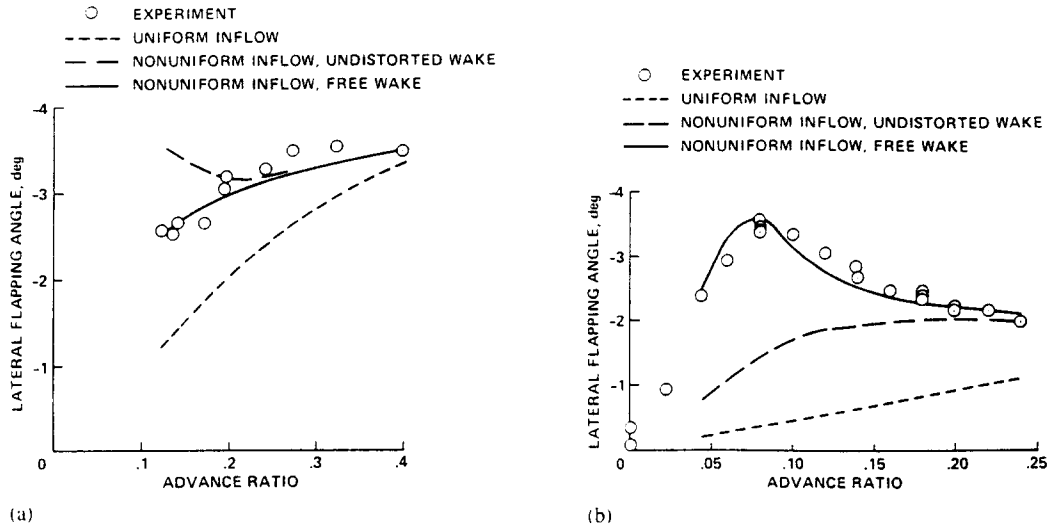 EXPERIMENT
UNIFORM INFLOW
NONUNIFORM INFLOW, UNDISTORTED WAKE
NONUNIFORM INFLOW, FREE WAKE
-4
-3
-2
-1
0
.1
.2
.3
.4
LATERAL FLAPPING ANGLE, deg
ADVANCE RATIO
(a)
EXPERIMENT
UNIFORM INFLOW
NONUNIFORM INFLOW, UNDISTORTED WAKE
NONUNIFORM INFLOW, FREE WAKE
-4
-3
-2
-1
0
.05
.10
.15
.20
.25
LATERAL FLAPPING ANGLE, deg
ADVANCE RATIO
(b)